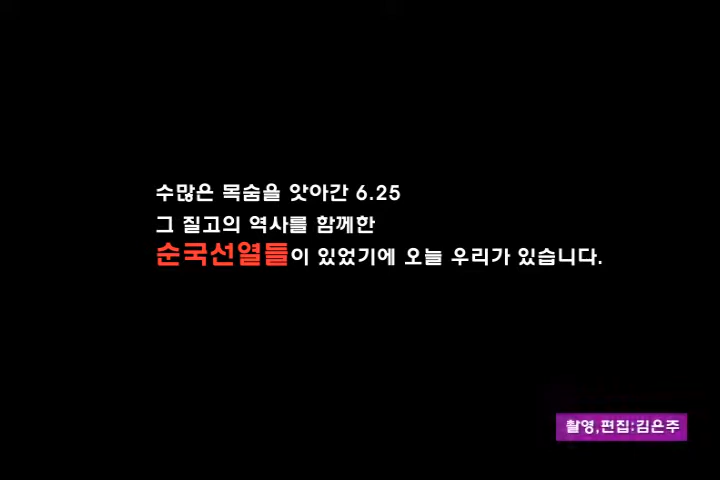 수많은 목숨을 앗아간 6.25
그 질고의 역사를 함께한
순국선열들이 있었기에 오늘 우리가 있습니다.
촬영,편집:김은주